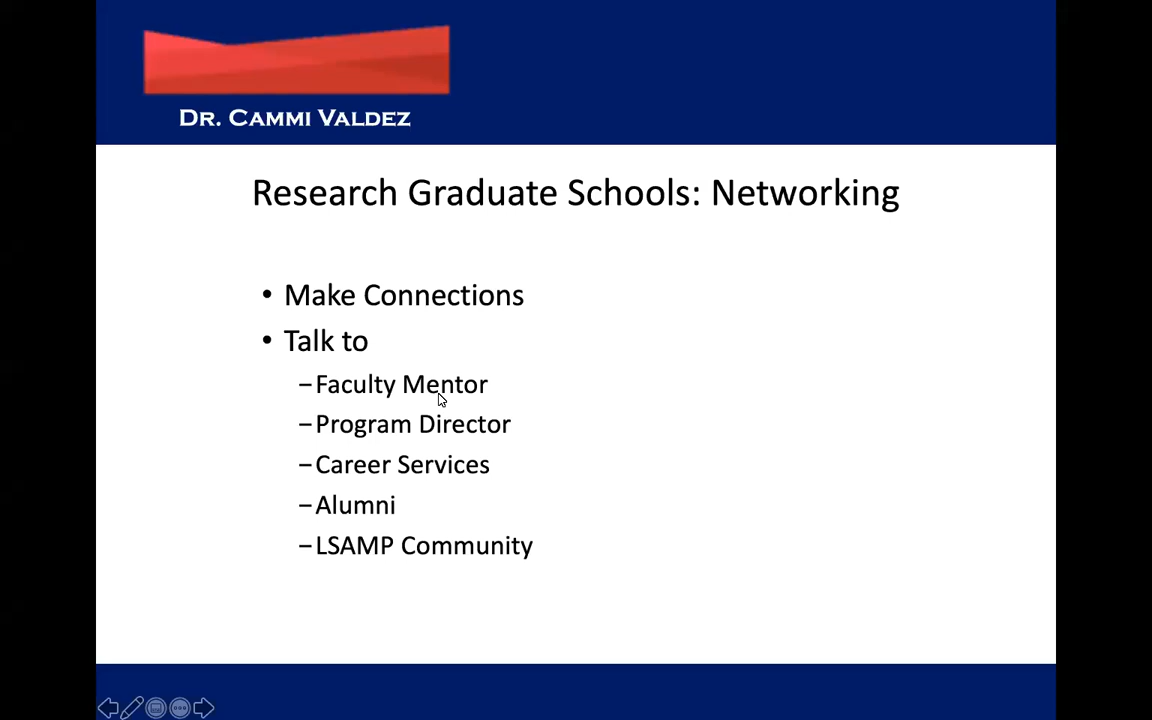 DR. CAMMI VALDEZ
Research Graduate Schools: Networking
• Make Connections
• Talk to
–Faculty Mentor
–Program Director
–Career Services
–Alumni
–LSAMP Community